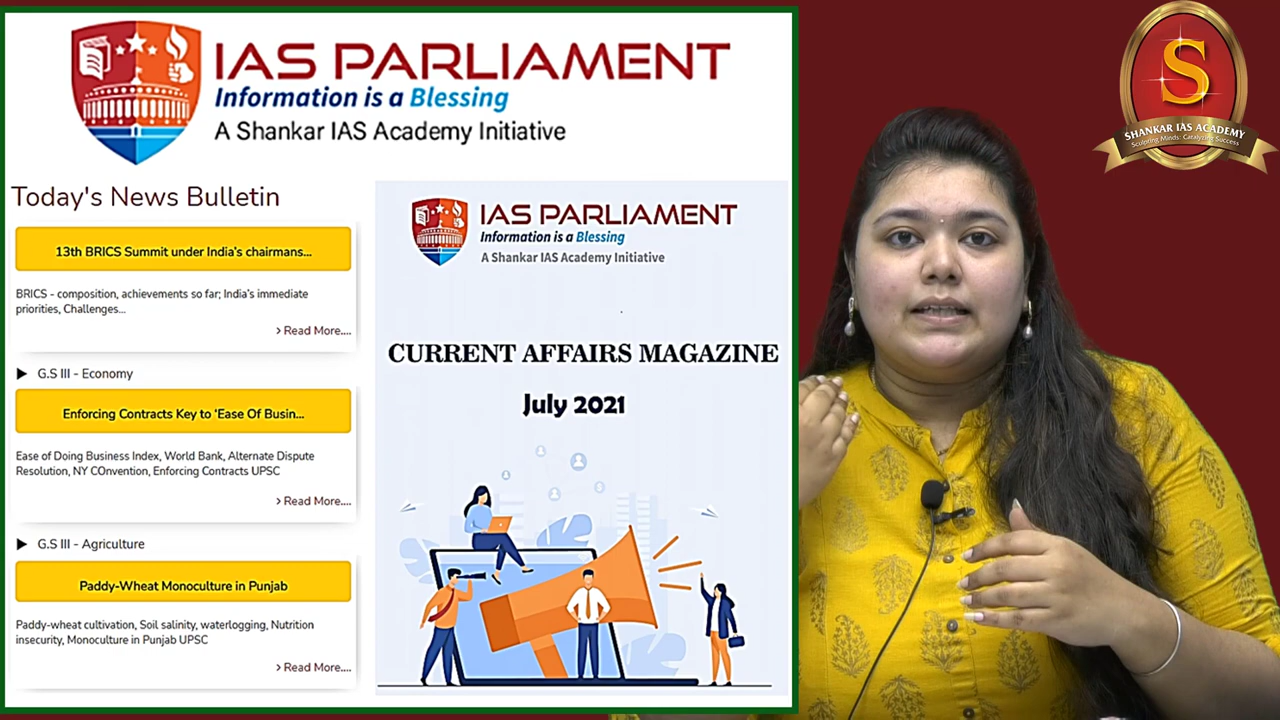 IAS PARLIAMENT
Information is a Blessing
A Shankar IAS Academy Initiative
Today's News Bulletin
13th BRICS Summit under India's chairmans...
BRICS - composition, achievements so far; India's immediate
priorities, Challenges...
› Read More....
G.S III - Economy
Enforcing Contracts Key to 'Ease Of Busin...
Ease of Doing Business Index, World Bank, Alternate Dispute
Resolution, NY COnvention, Enforcing Contracts UPSC
› Read More....
G.S III - Agriculture
Paddy-Wheat Monoculture in Punjab
Paddy-wheat cultivation, Soil salinity, waterlogging, Nutrition
insecurity, Monoculture in Punjab UPSC
› Read More....
IAS PARLIAMENT
Information is a Blessing
A Shankar IAS Academy Initiative
CURRENT AFFAIRS MAGAZINE
July 2021
S
SHANKAR IAS ACADEMY
Sculpting Minds: Catalyzing Success